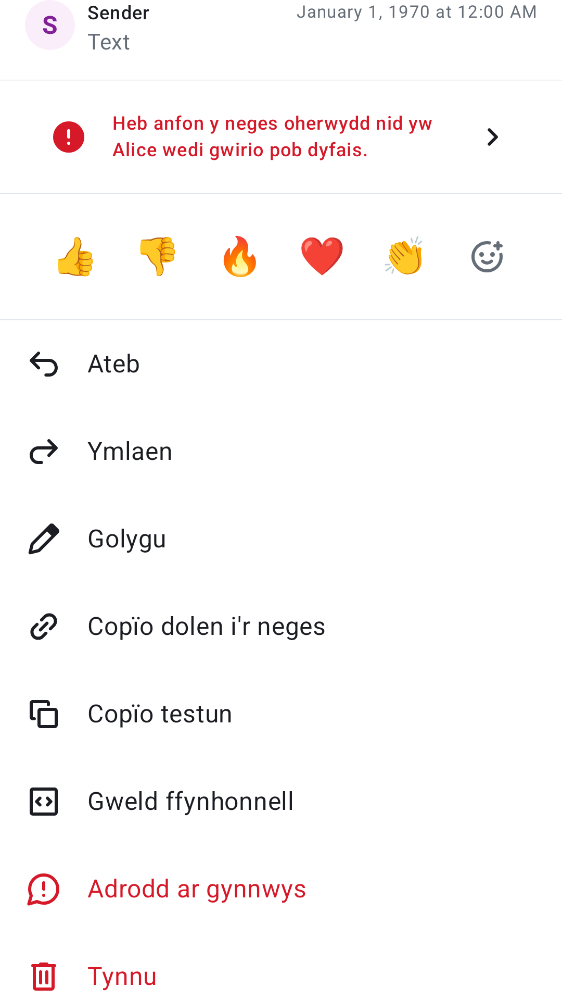 S
Sender
January 1, 1970 at 12:00 AM
Text
Heb anfon y neges oherwydd nid yw
Alice wedi gwirio pob dyfais.
Ateb
Ymlaen
Golygu
Copïo dolen i'r neges
Copïo testun
Gweld ffynhonnell
Adrodd ar gynnwys
Tynnu